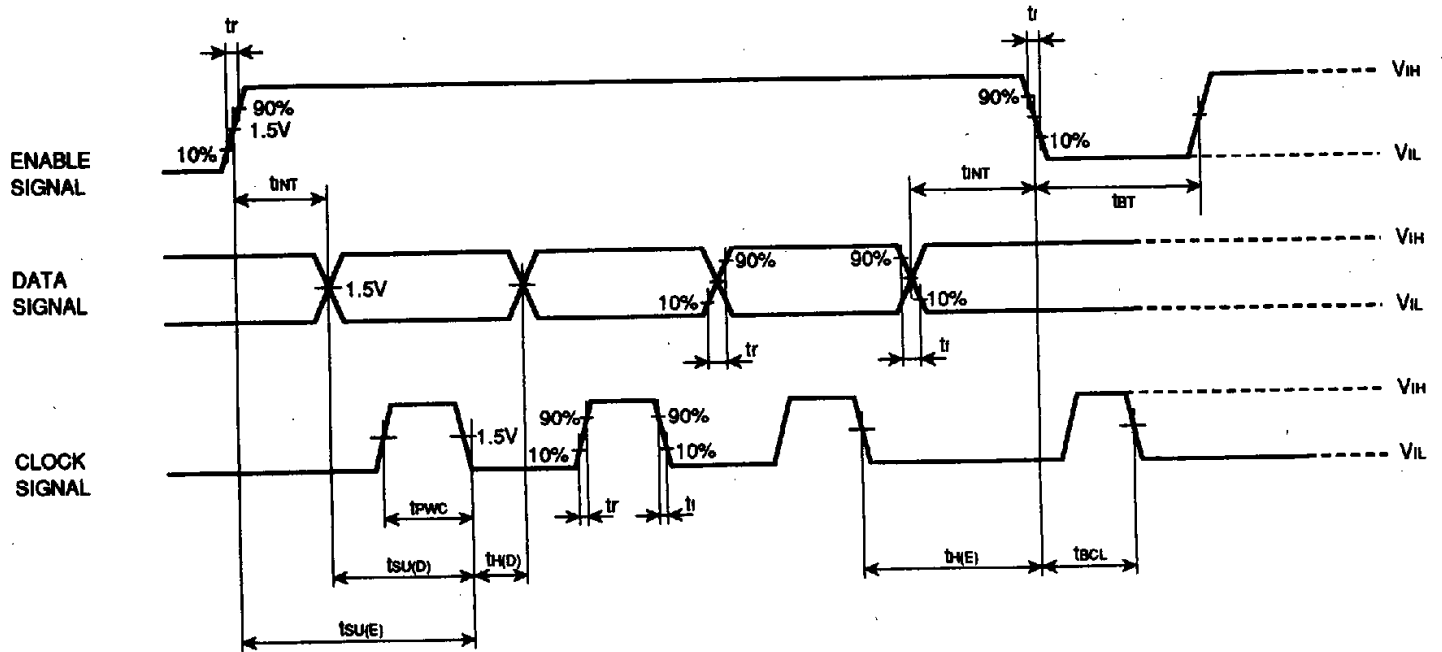 tr
tf
VIH
90%
1.5V
10%
90%
10%
ENABLE
SIGNAL
VIL
tINT
tINT
tBT
VIH
DATA
SIGNAL
1.5V
90%
10%
90%
10%
VIL
tr
tf
VIH
90%
90%
1.5V
10%
10%
CLOCK
SIGNAL
VIL
tPWC
tr
tf
tSU(D)
tH(D)
tH(E)
tBCL
tSU(E)